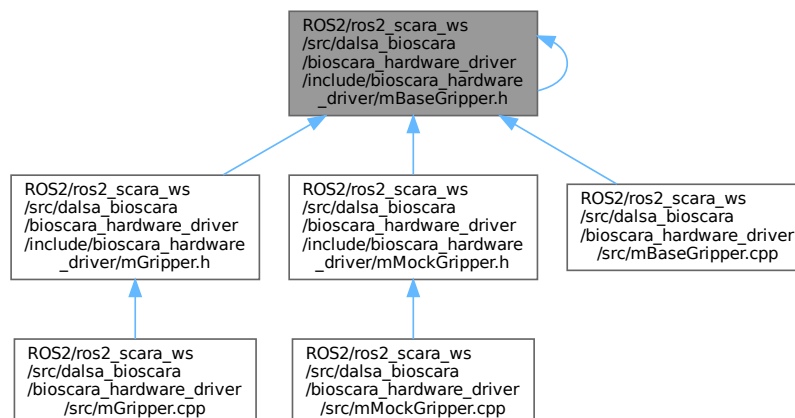 ROS2/ros2_scara_ws
/src/dalsa_bioscara
/bioscara_hardware_driver
/include/bioscara_hardware
_driver/mBaseGripper.h
ROS2/ros2_scara_ws
/src/dalsa_bioscara
/bioscara_hardware_driver
/include/bioscara_hardware
_driver/mGripper.h
ROS2/ros2_scara_ws
/src/dalsa_bioscara
/bioscara_hardware_driver
/include/bioscara_hardware
_driver/mMockGripper.h
ROS2/ros2_scara_ws
/src/dalsa_bioscara
/bioscara_hardware_driver
/src/mBaseGripper.cpp
ROS2/ros2_scara_ws
/src/dalsa_bioscara
/bioscara_hardware_driver
/src/mGripper.cpp
ROS2/ros2_scara_ws
/src/dalsa_bioscara
/bioscara_hardware_driver
/src/mMockGripper.cpp